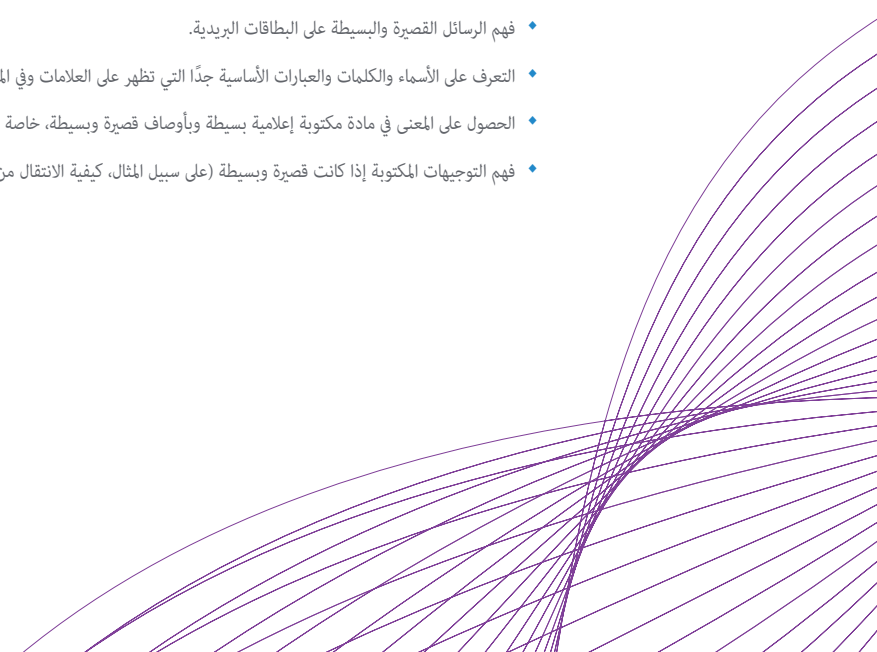 فهم الرسائل القصيرة والبسيطة على البطاقات البريدية.
التعرف على الأسماء والكلمات والعبارات الأساسية جدًا التي تظهر على العلامات وفي
الحصول على المعنى في مادة مكتوبة إعلامية بسيطة وبأوصاف قصيرة وبسيطة، خاصة
فهم التوجيهات المكتوبة إذا كانت قصيرة وبسيطة (على سبيل المثال، كيفية الانتقال من